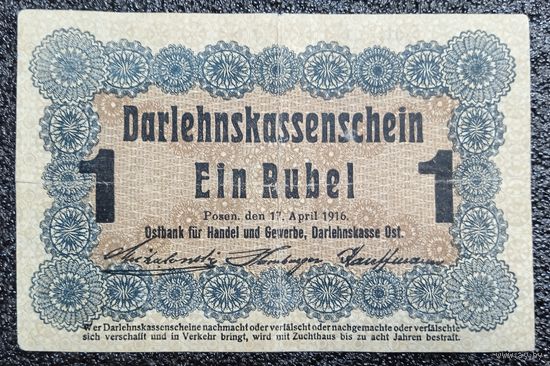 Darlehnskassenschein
1 Ein Rubel 1
Posen, den 17. April 1916.
Ostbank für Handel und Gewerbe, Darlehnskasse Ost.
Kauffmann
Wer Darlehnskassenscheine nachmacht oder verfälscht oder nachgemachte oder verfälschte
sich verschafft und in Verkehr bringt, wird mit Zuchthaus bis zu acht Jahren bestraft.